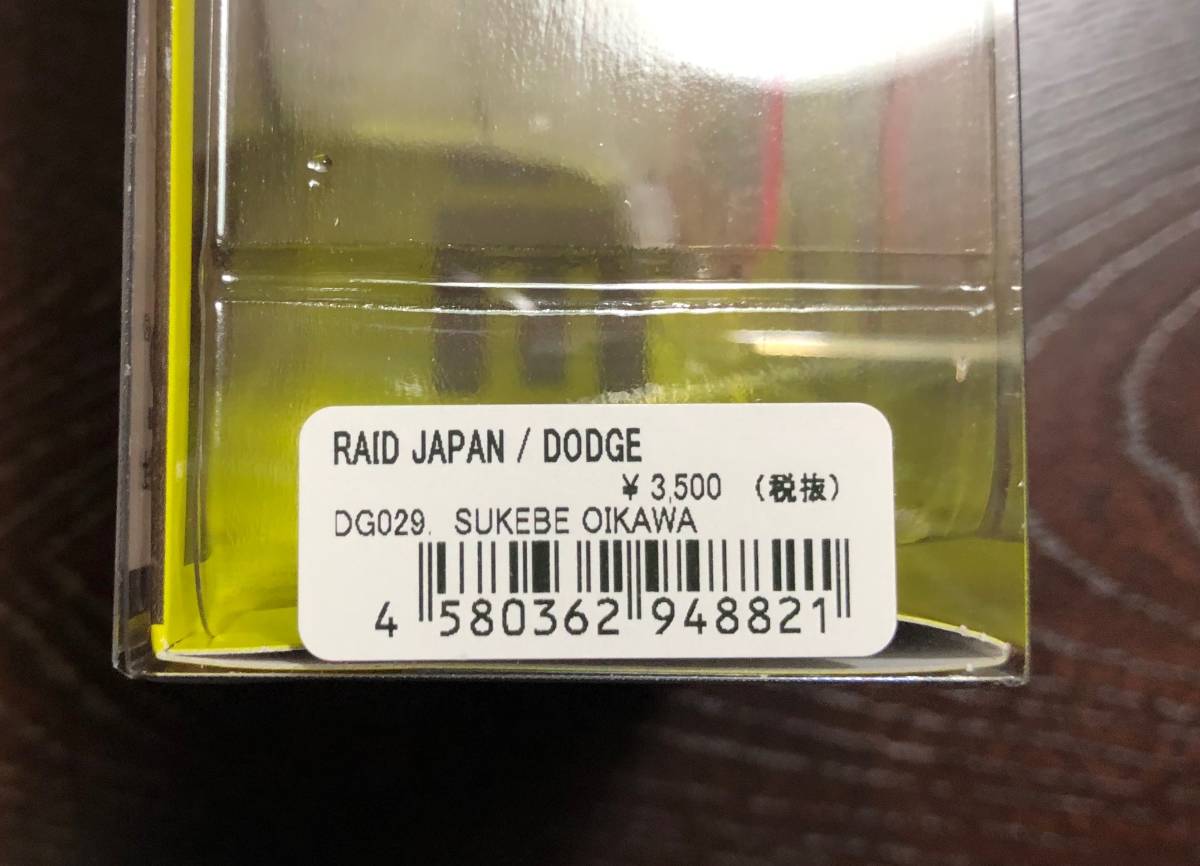 RAID JAPAN / DODGE
¥ 3,500 (税抜)
DG029. SUKEBE OIKAWA
4 580362 948821